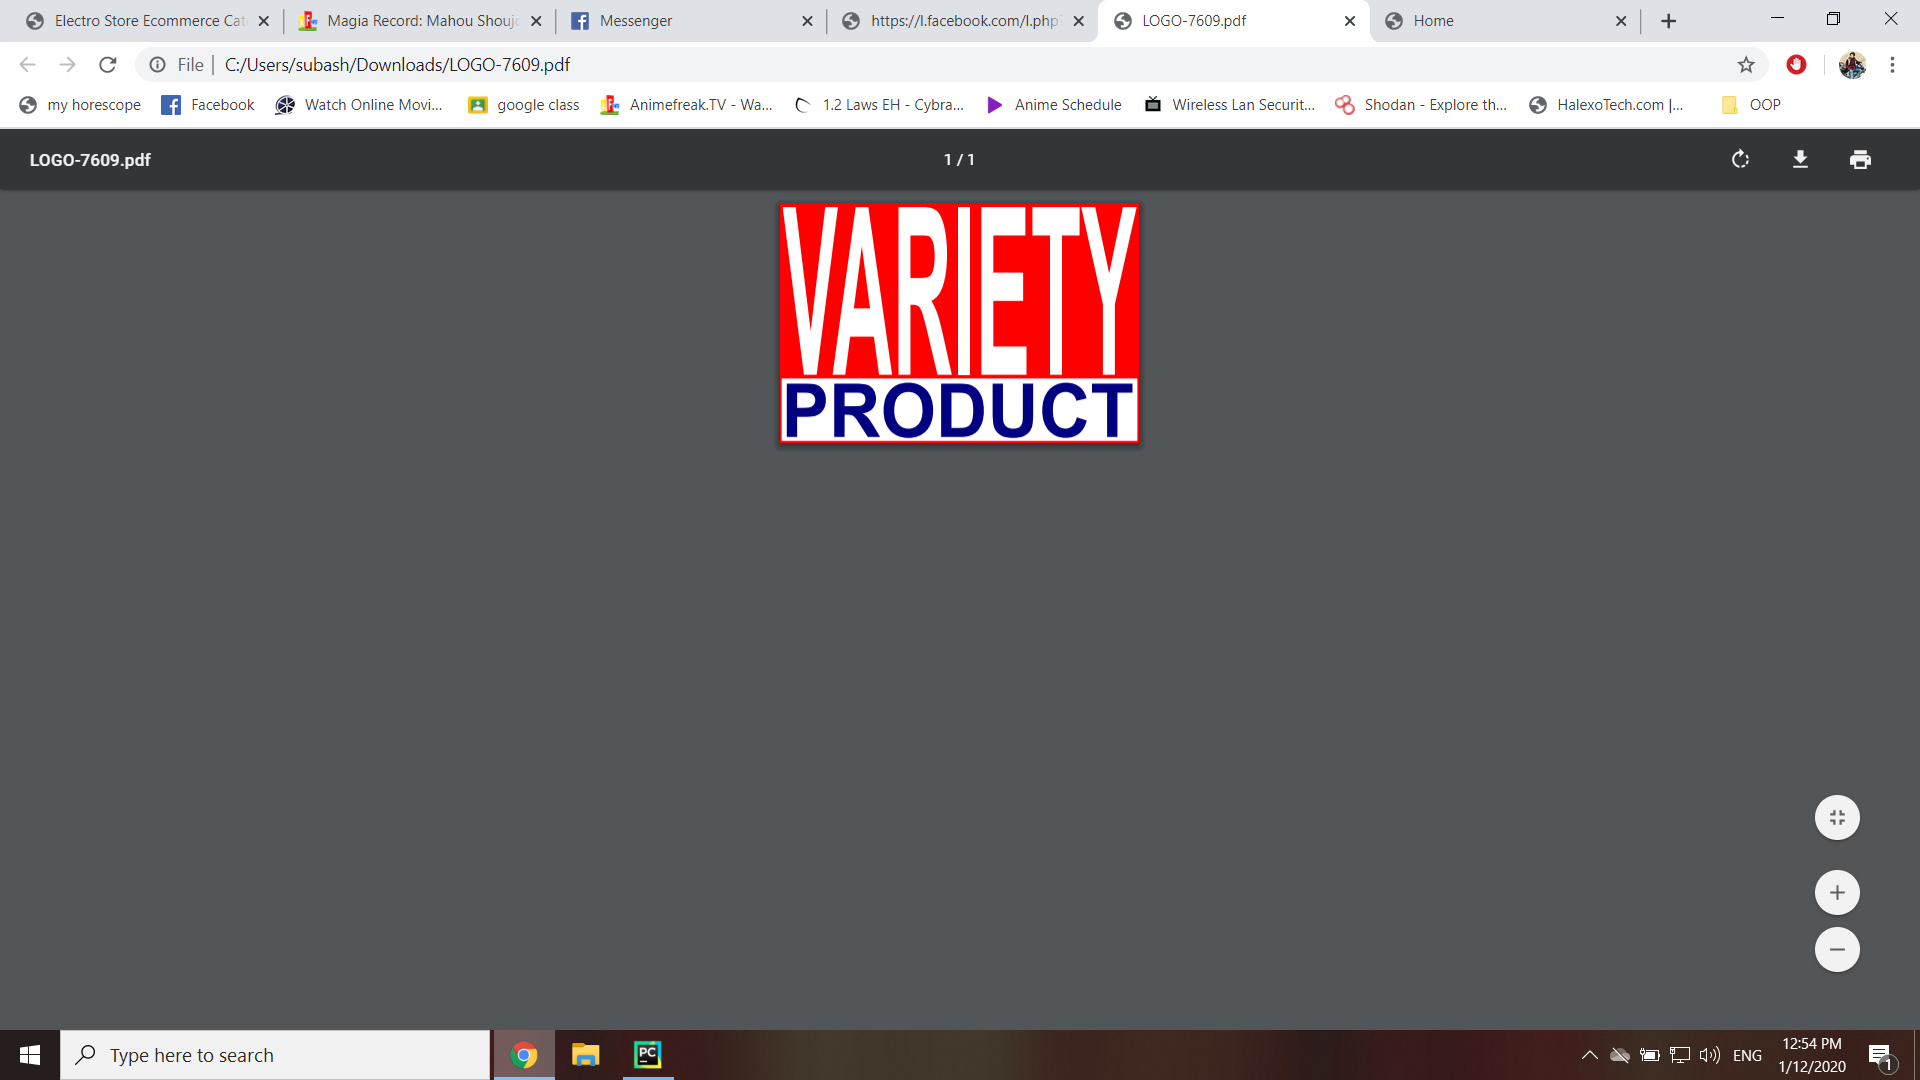 Electro Store Ecommerce Cat
Magia Record: Mahou Shoujo
Messenger
https://l.facebook.com/l.php?
LOGO-7609.pdf
Home
File | C:/Users/subash/Downloads/LOGO-7609.pdf
my horescope
Facebook
Watch Online Movi...
google class
Animefreak.TV - Wa...
1.2 Laws EH - Cybra...
Anime Schedule
Wireless Lan Securit...
Shodan - Explore th...
HalexoTech.com |...
OOP
LOGO-7609.pdf
1 / 1
VARIETY
PRODUCT
Type here to search
PC
ENG
12:54 PM
1/12/2020
1